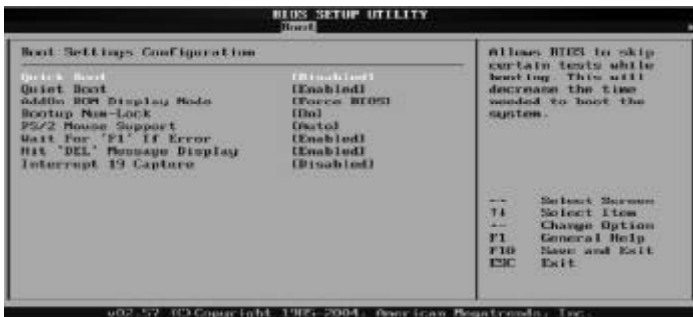 BIOS SETUP UTILITY
Boot
Boot Settings Configuration
Quick Boot [Disabled]
Quiet Boot [Enabled]
AddOn ROM Display Mode [Force BIOS]
Bootup Num-Lock [On]
PS/2 Mouse Support [Auto]
Wait For 'F1' If Error [Enabled]
Hit 'DEL' Message Display [Enabled]
Interrupt 19 Capture [Disabled]
Allows BIOS to skip
certain tests while
booting. This will
decrease the time
needed to boot the
system.
Select Screen
↑↓ Select Item
+- Change Option
F1 General Help
F10 Save and Exit
ESC Exit
v02.57 (C)Copyright 1985-2004, American Megatrends, Inc.